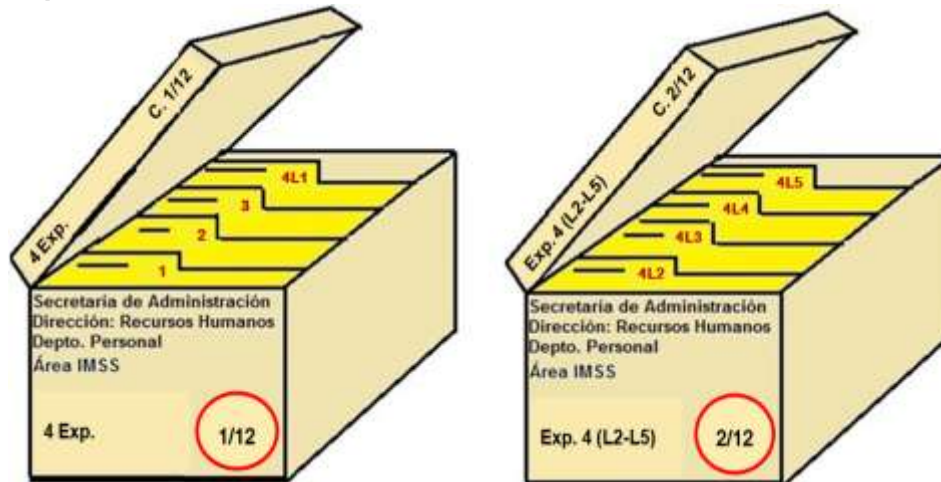 C. 1/12
4 Exp.
4L1
3
2
1
Secretaria de Administración
Dirección: Recursos Humanos
Depto. Personal
Área IMSS
4 Exp.
1/12
C. 2/12
Exp. 4 (L2-L5)
4L5
4L4
4L3
4L2
Secretaria de Administración
Dirección: Recursos Humanos
Depto. Personal
Área IMSS
Exp. 4 (L2-L5)
2/12